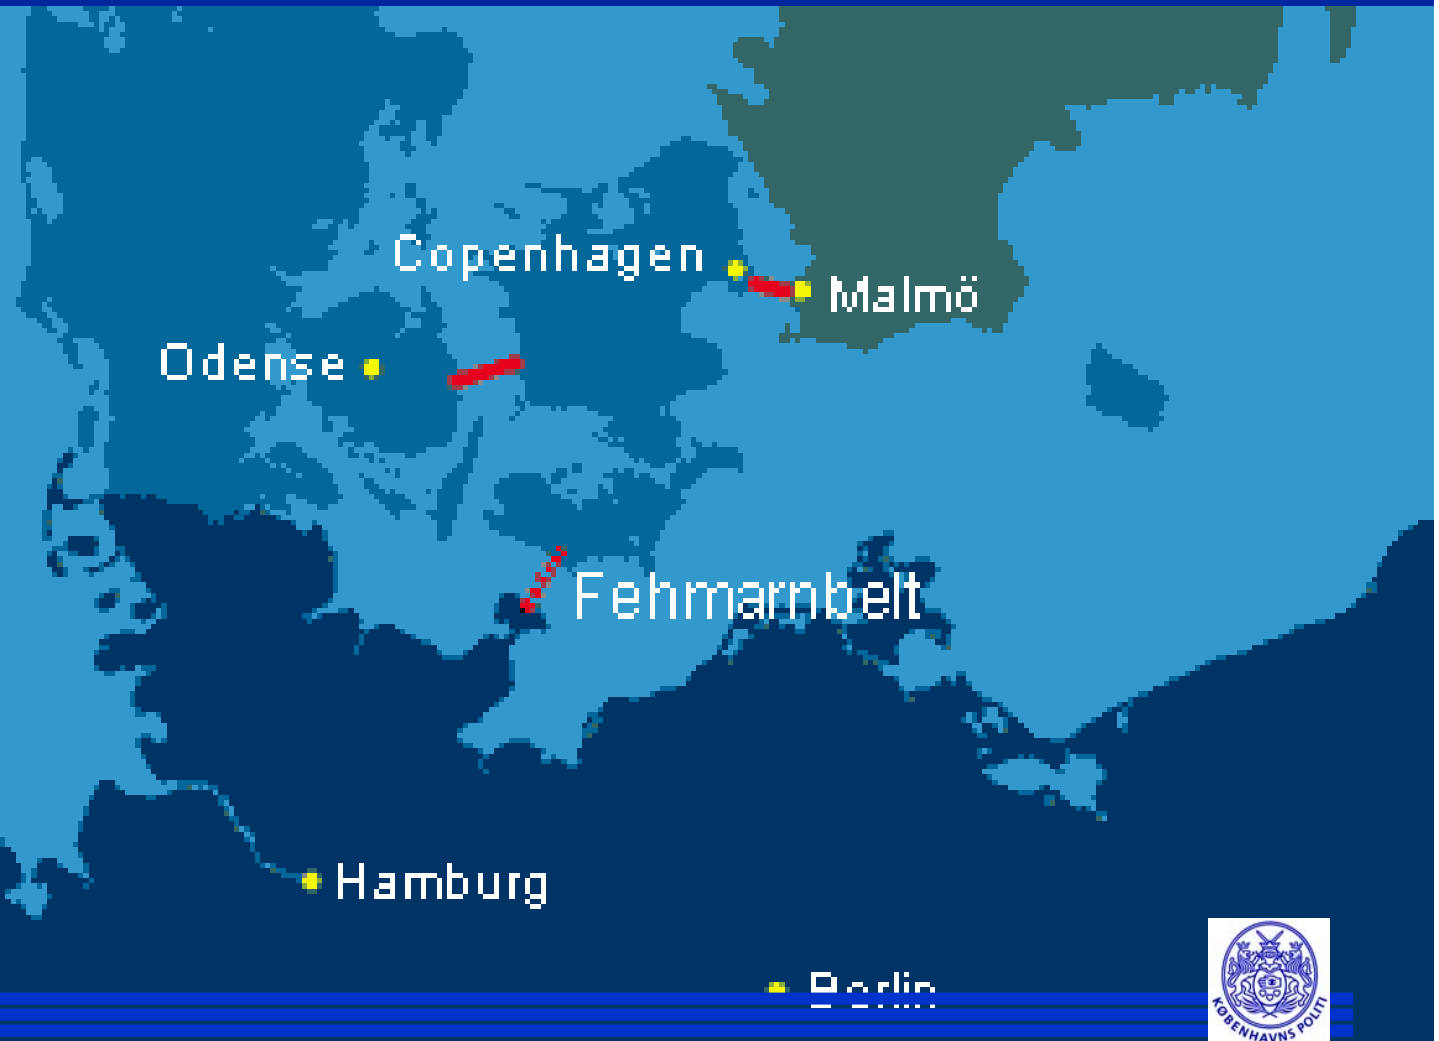 Copenhagen
Malmö
Odense
Fehmarnbelt
Hamburg
Berlin
KØBENHAVNS POLITI